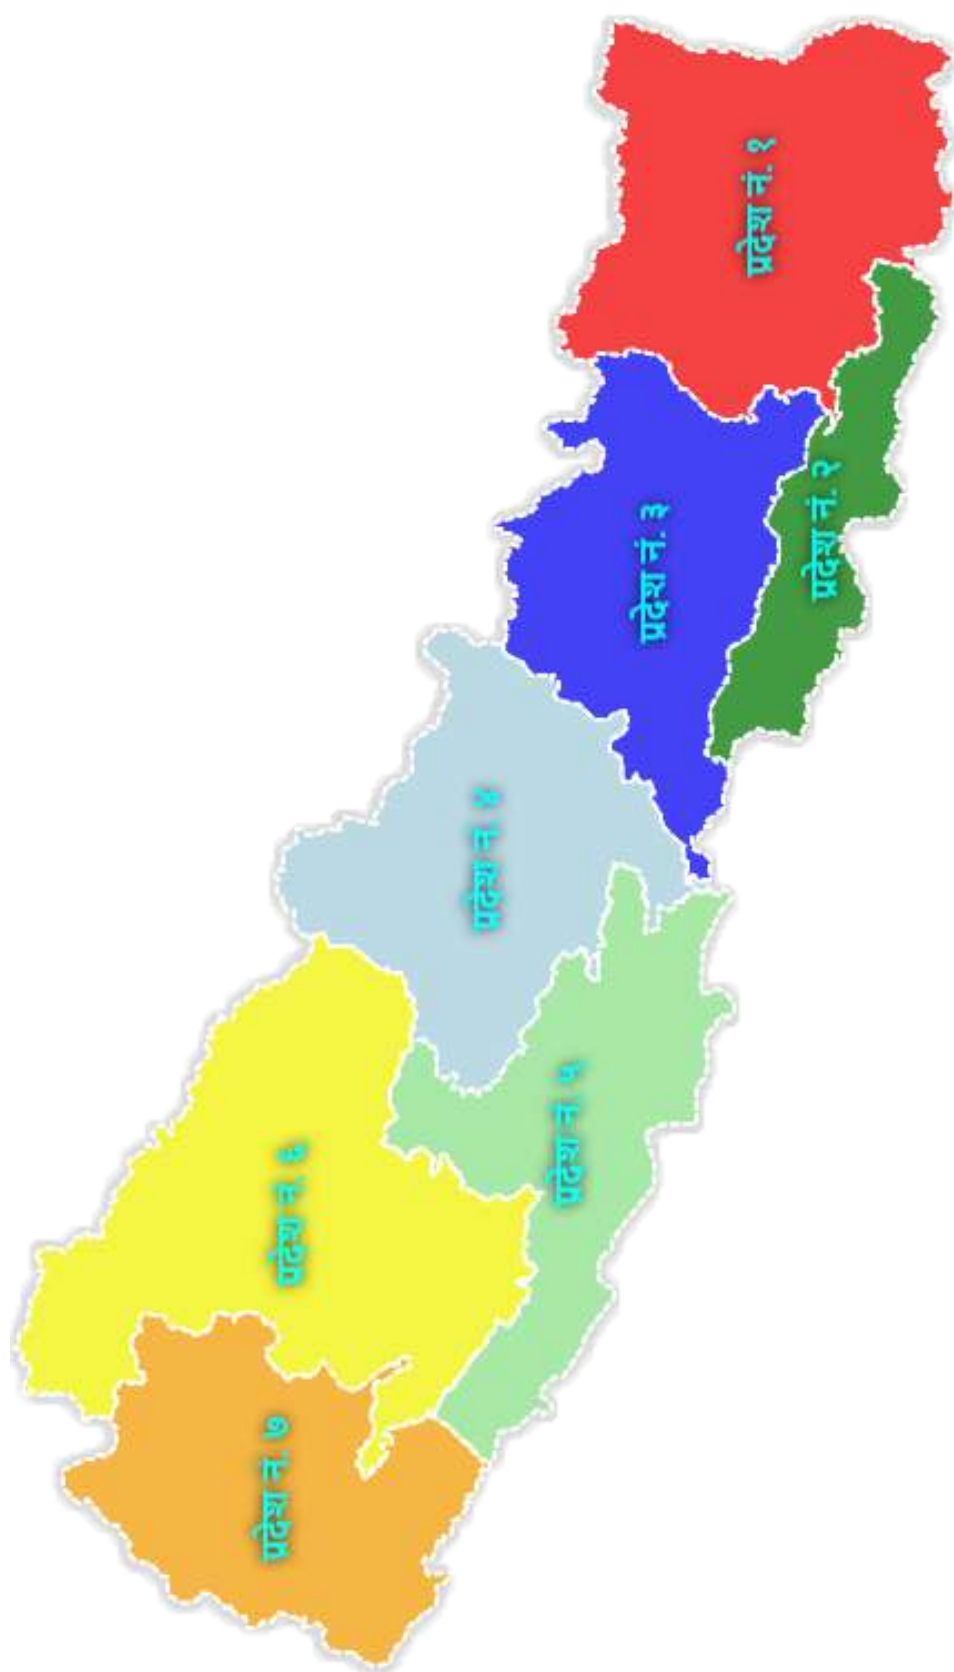 प्रदेश नं. १
प्रदेश नं. २
प्रदेश नं. ३
प्रदेश नं. ४
प्रदेश नं. ५
प्रदेश नं. ६
प्रदेश नं. ७